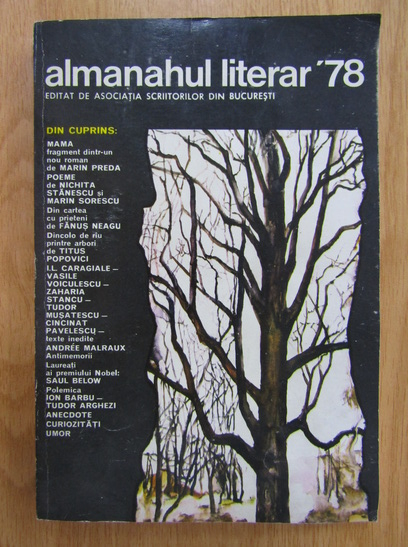 almanahul literar '78
EDITAT DE ASOCIAȚIA SCRIITORILOR DIN BUCUREȘTI
DIN CUPRINS:
MAMA
fragment dintr-un
nou roman
de MARIN PREDA
POEME
de NICHITA
STĂNESCU și
MARIN SORESCU
Din cartea
cu prieteni
de FĂNUȘ NEAGU
Dincolo de rîu
printre arbori
de TITUS
POPOVICI
I.L. CARAGIALE –
VASILE
VOICULESCU –
ZAHARIA
STANCU –
TUDOR
MUȘATESCU –
CINCINAT
PAVELESCU –
texte inedite
ANDRÉE MALRAUX
Antimemorii
Laureați
ai premiului Nobel:
SAUL BELOW
Polemica
ION BARBU –
TUDOR ARGHEZI
ANECDOTE
CURIOZITĂȚI
UMOR